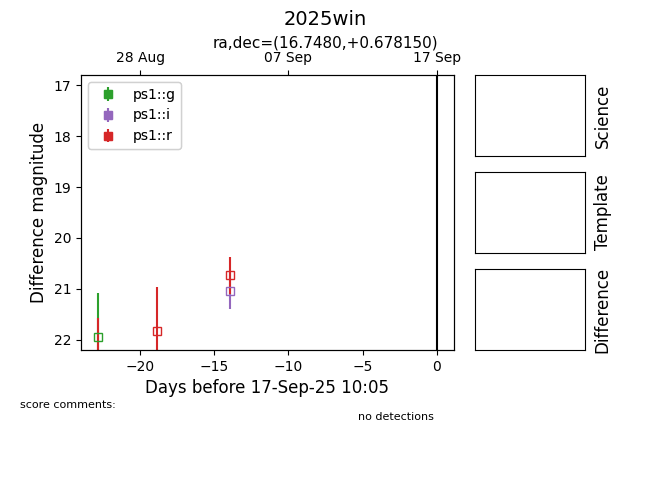 2025win
ra,dec=(16.7480,+0.678150)
28 Aug 07 Sep 17 Sep
ps1::g
ps1::i
ps1::r
17
18
19
20
21
22
Difference magnitude
−20 −15 −10 −5 0
Days before 17-Sep-25 10:05
Science
Template
Difference
score comments:
no detections